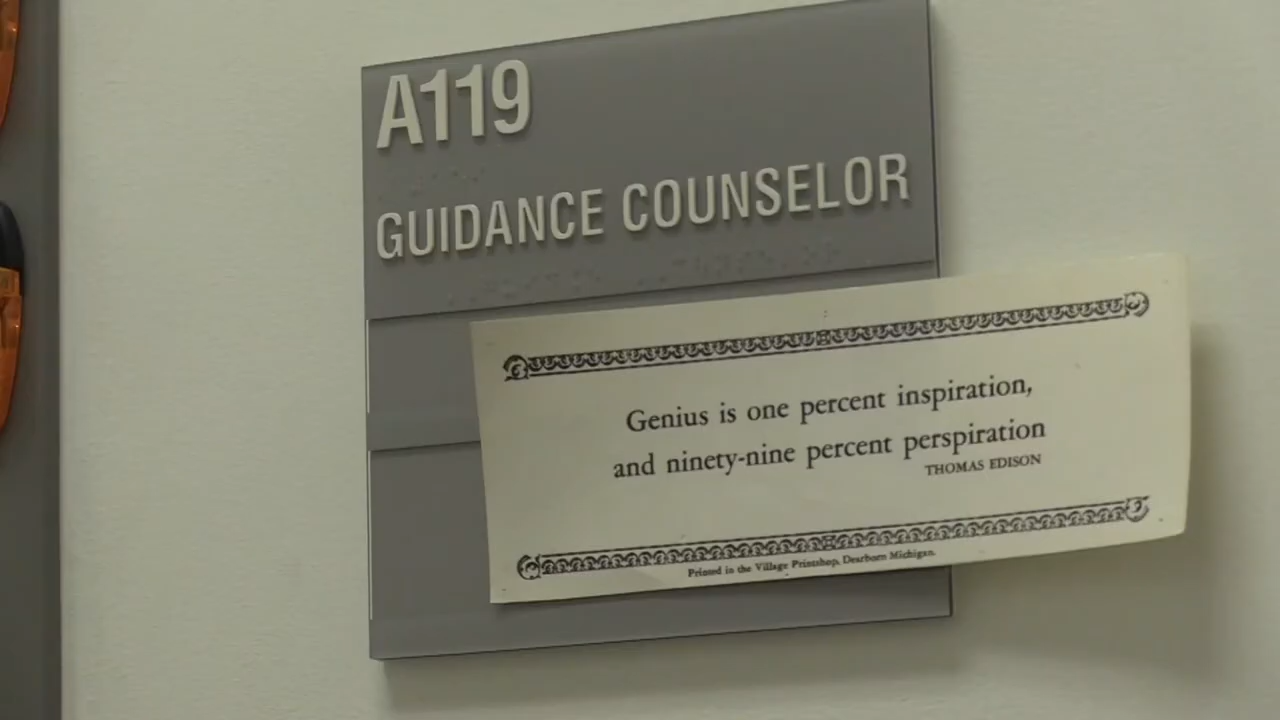 A119
GUIDANCE COUNSELOR
Genius is one percent inspiration,
and ninety-nine percent perspiration
THOMAS EDISON
Printed in the Village Printshop, Dearborn Michigan.